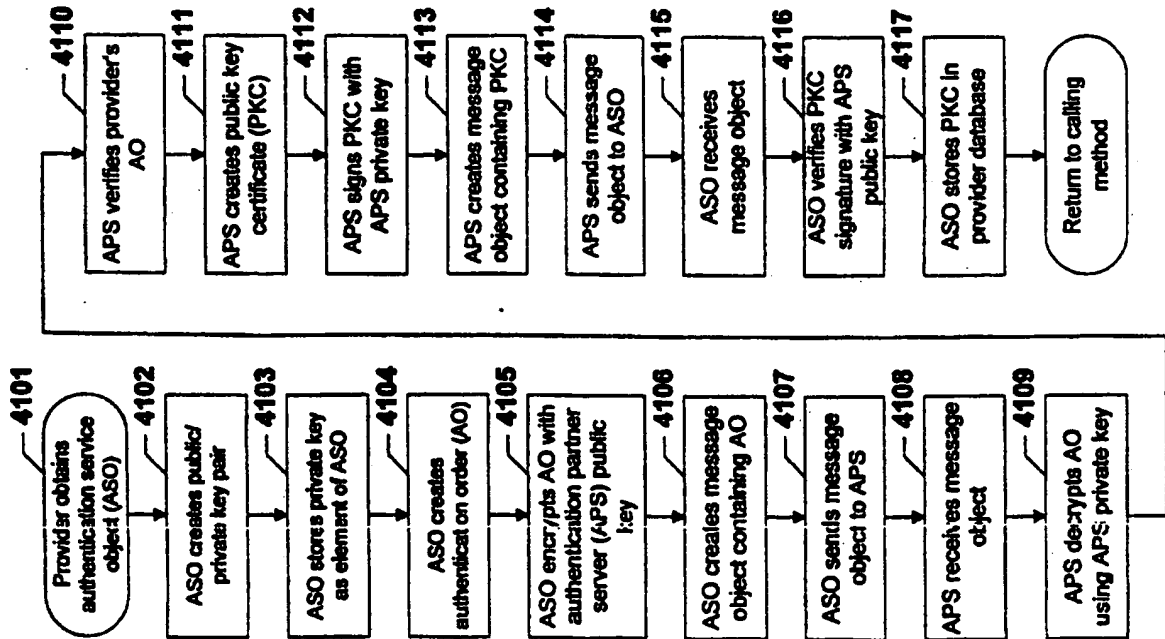 4101
Provider obtains
authentication service
object (ASO)
4102
ASO creates public/
private key pair
4103
ASO stores private key
as element of ASO
4104
ASO creates
authenticat on order (AO)
4105
ASO encrypts AO with
authentication partner
server (APS) public
key
4106
ASO creates message
object containing AO
4107
ASO sends message
object to APS
4108
APS receives message
object
4109
APS decrypts AO
using APS private key
4110
APS verifies provider's
AO
4111
APS creates public key
certificate (PKC)
4112
APS signs PKC with
APS private key
4113
APS creates message
object containing PKC
4114
APS sends message
object to ASO
4115
ASO receives
message object
4116
ASO verifies PKC
signature with APS
public key
4117
ASO stores PKC in
provider database
Return to calling
method